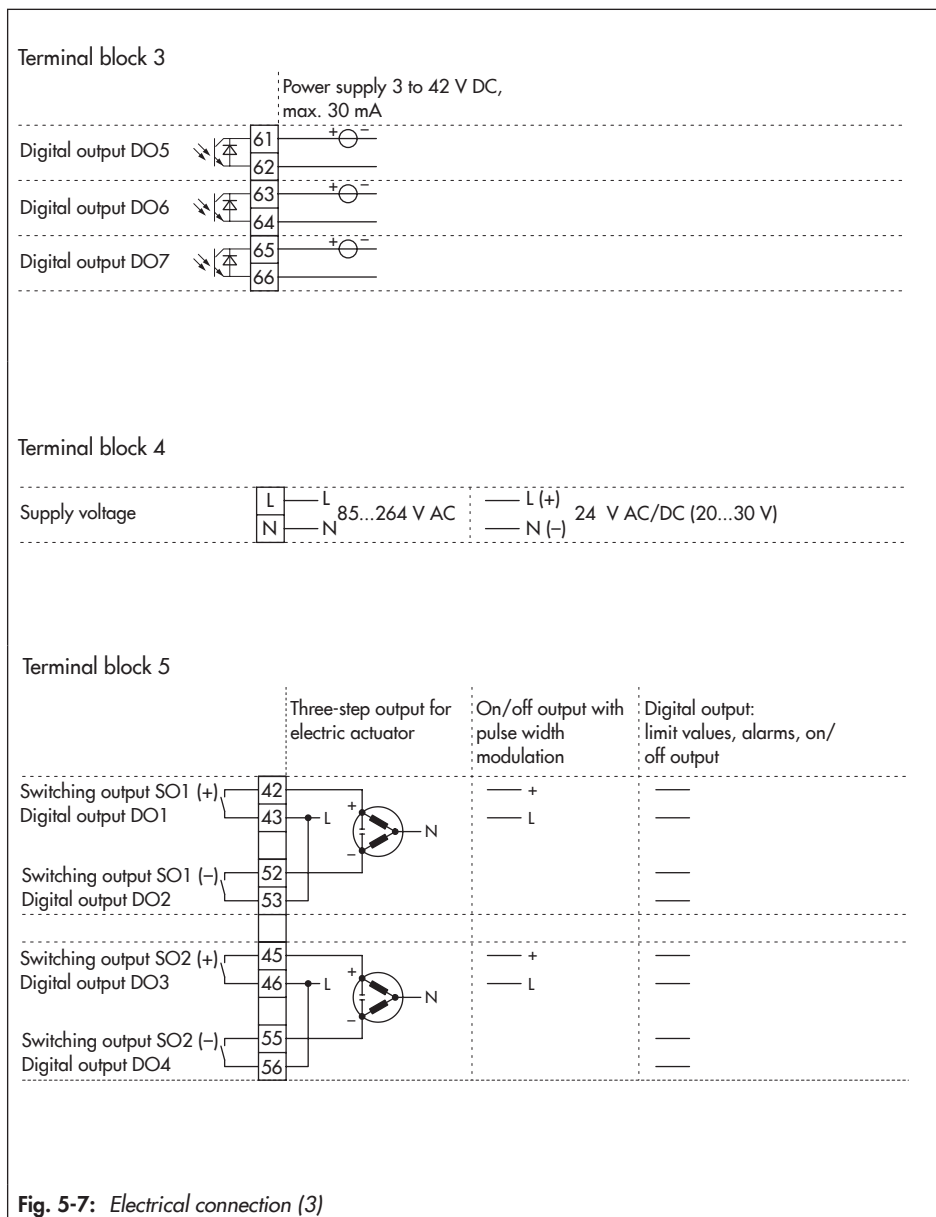 Terminal block 3
Power supply 3 to 42 V DC,
max. 30 mA
Digital output DO5
61
+ –
62
Digital output DO6
63
+ –
64
Digital output DO7
65
+ –
66
Terminal block 4
Supply voltage
L L 85...264 V AC L (+) 24 V AC/DC (20...30 V)
N N N (–)
Terminal block 5
Three-step output for
electric actuator
On/off output with
pulse width
modulation
Digital output:
limit values, alarms, on/
off output
Switching output SO1 (+) 42 + +
Digital output DO1 43 L N L
Switching output SO1 (–) 52 –
Digital output DO2 53
Switching output SO2 (+) 45 + +
Digital output DO3 46 L N L
Switching output SO2 (–) 55 –
Digital output DO4 56
Fig. 5-7: Electrical connection (3)